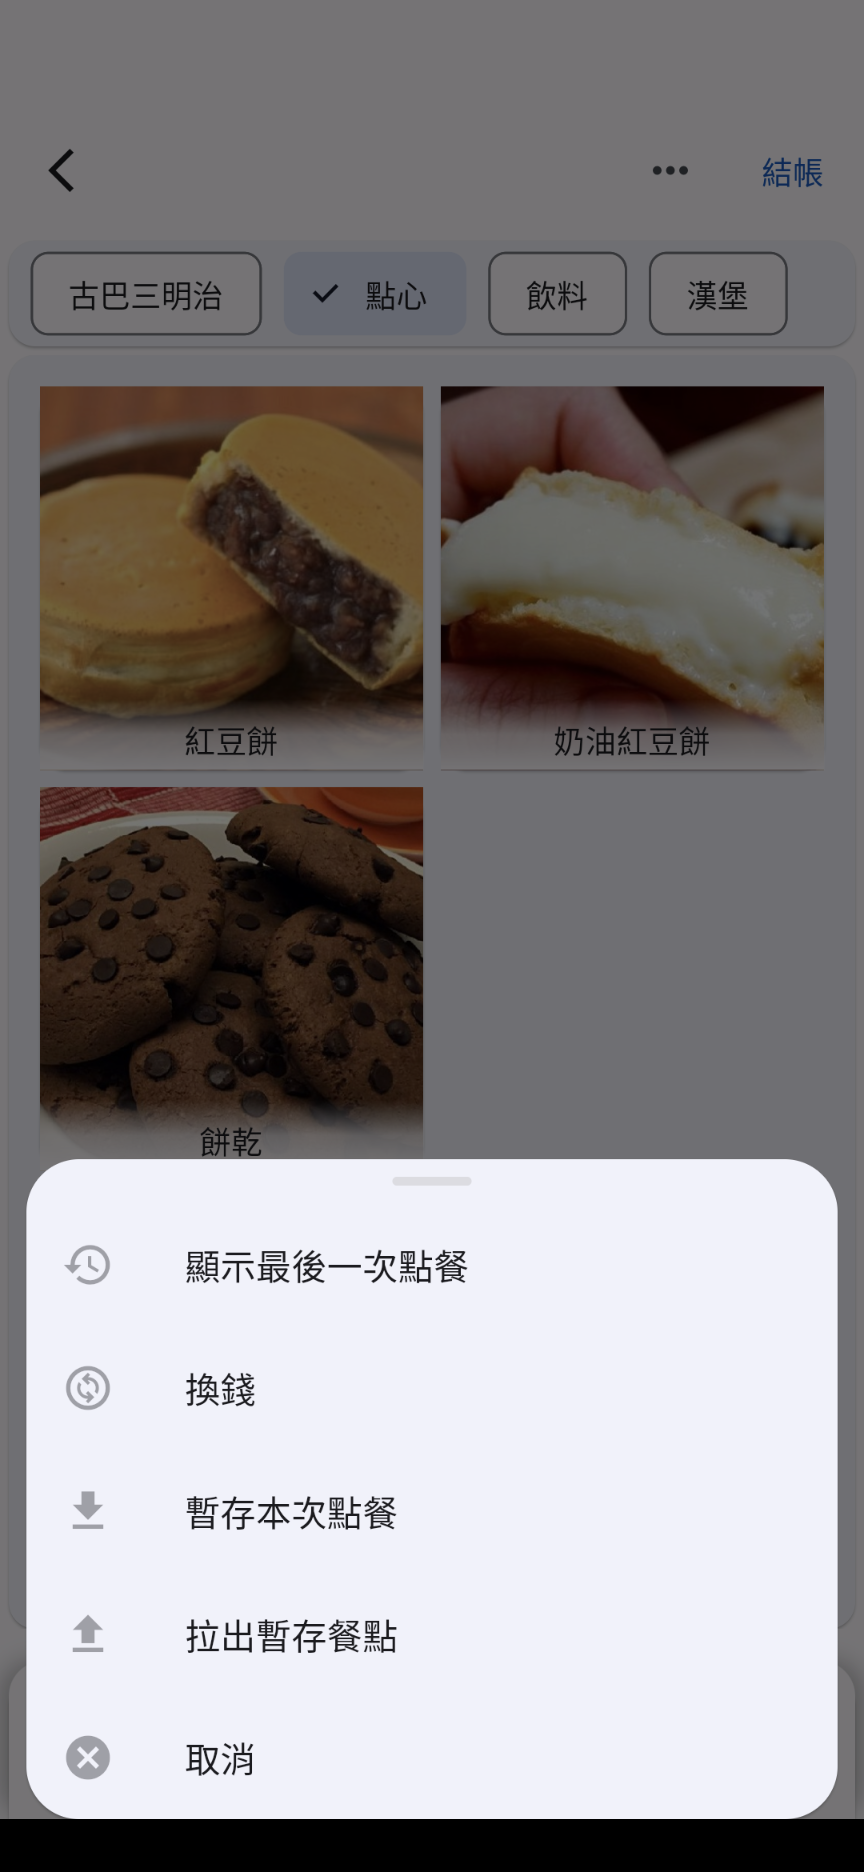 結帳
古巴三明治
點心
飲料
漢堡
紅豆餅
奶油紅豆餅
餅乾
顯示最後一次點餐
換錢
暫存本次點餐
拉出暫存餐點
取消